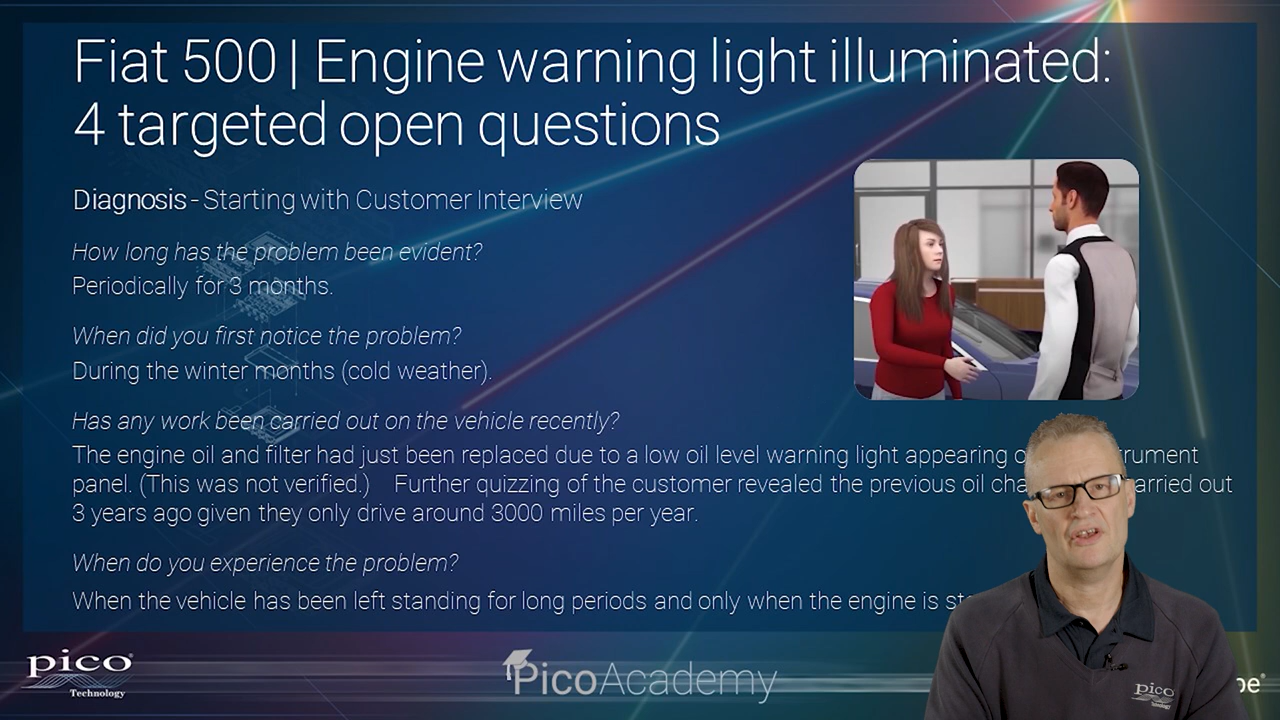 Fiat 500 | Engine warning light illuminated:
4 targeted open questions
Diagnosis - Starting with Customer Interview
How long has the problem been evident?
Periodically for 3 months.
When did you first notice the problem?
During the winter months (cold weather).
Has any work been carried out on the vehicle recently?
The engine oil and filter had just been replaced due to a low oil level warning light appearing
panel. (This was not verified.) Further quizzing of the customer revealed the previous oil
3 years ago given they only drive around 3000 miles per year.
When do you experience the problem?
When the vehicle has been left standing for long periods and only when the engine is
pico
Technology
PicoAcademy
pico
Technology